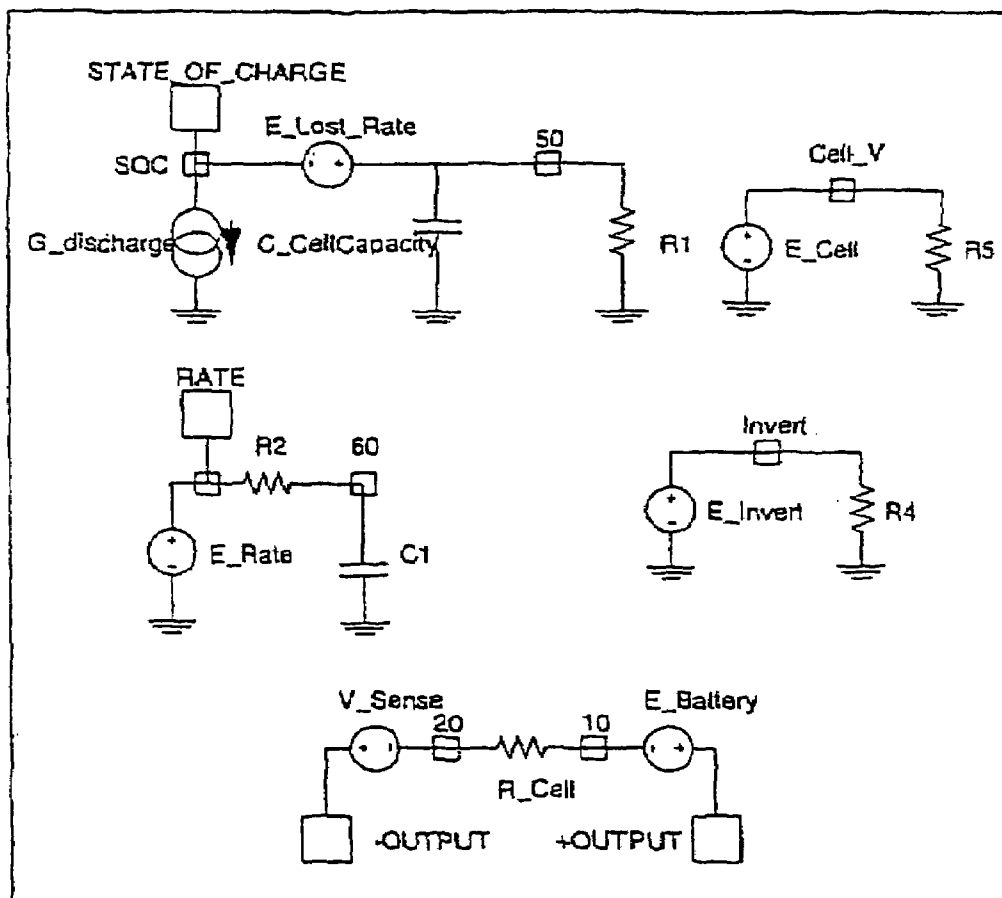 STATE_OF_CHARGE
E_Lost_Rate
50
Cell_V
SOC
G_discharge
C_CellCapacity
R1
E_Cell
R5
RATE
R2
60
Invert
E_Rate
C1
E_Invert
R4
V_Sense
E_Battery
20
10
R_Cell
-OUTPUT
+OUTPUT